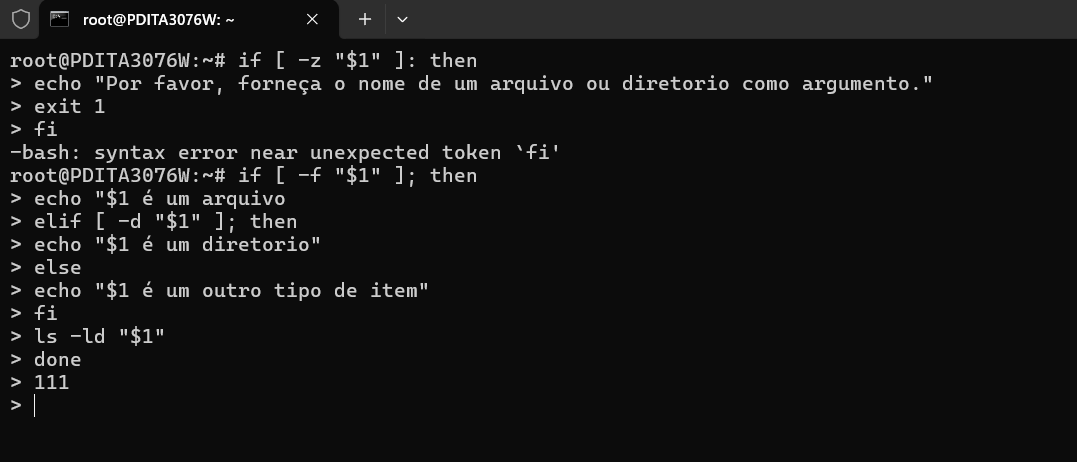 root@PDITA3076W: ~
root@PDITA3076W:~# if [ -z "$1" ]: then
> echo "Por favor, forneça o nome de um arquivo ou diretorio como argumento."
> exit 1
> fi
-bash: syntax error near unexpected token `fi'
root@PDITA3076W:~# if [ -f "$1" ]; then
> echo "$1 é um arquivo
> elif [ -d "$1" ]; then
> echo "$1 é um diretorio"
> else
> echo "$1 é um outro tipo de item"
> fi
> ls -ld "$1"
> done
> 111
>